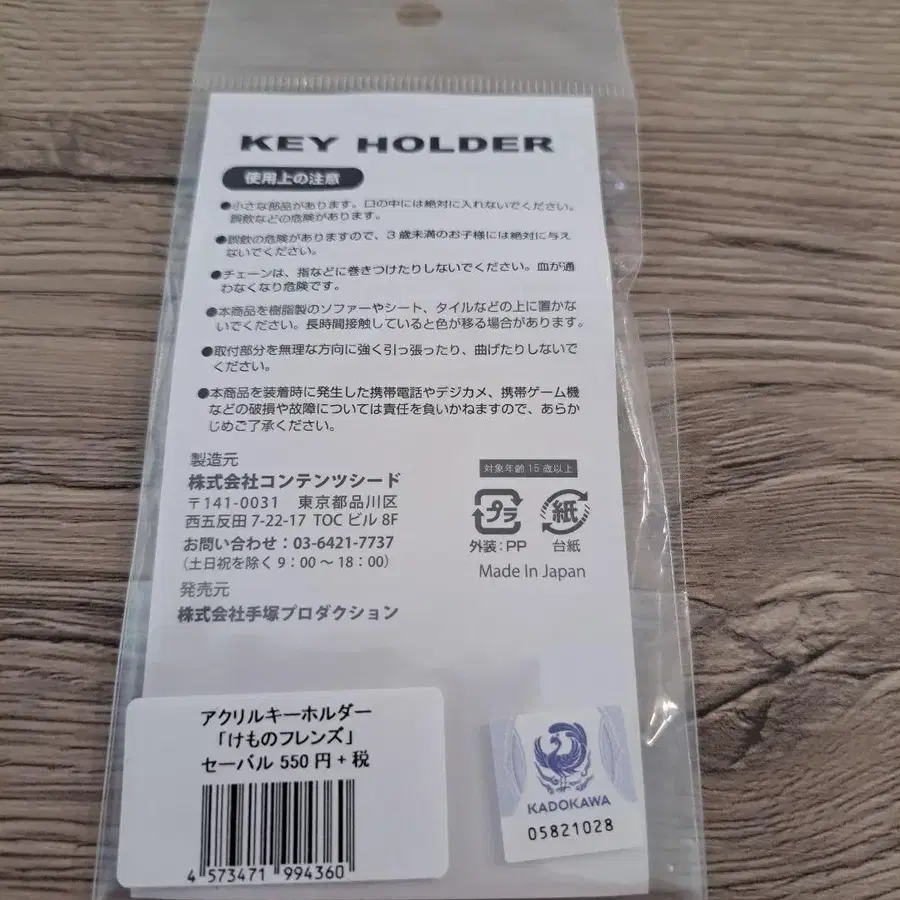 KEY HOLDER
使用上の注意
●小さな部品があります。口の中には絶対に入れないでください。
誤飲などの危険があります。
●誤飲の危険がありますので、3歳未満のお子様には絶対に与え
ないでください。
●チェーンは、指などに巻きつけたりしないでください。血が通
わなくなり危険です。
●本商品を樹脂製のソファーやシート、タイルなどの上に置かな
いでください。長時間接触していると色が移る場合があります。
●取付部分を無理な方向に強く引っ張ったり、曲げたりしないで
ください。
●本商品を装着時に発生した携帯電話やデジカメ、携帯ゲーム機
などの破損や故障については責任を負いかねますので、あらか
じめご了承ください。
製造元
株式会社コンテンツシード
〒141-0031 東京都品川区
西五反田 7-22-17 TOC ビル 8F
お問い合わせ:03-6421-7737
(土日祝を除く 9:00 〜 18:00)
発売元
株式会社手塚プロダクション
対象年齢 15 歳以上
プラ
紙
外装:PP
台紙
Made In Japan
アクリルキーホルダー
「けものフレンズ」
セーバル 550 円 + 税
4 573471 994360
KADOKAWA
05821028